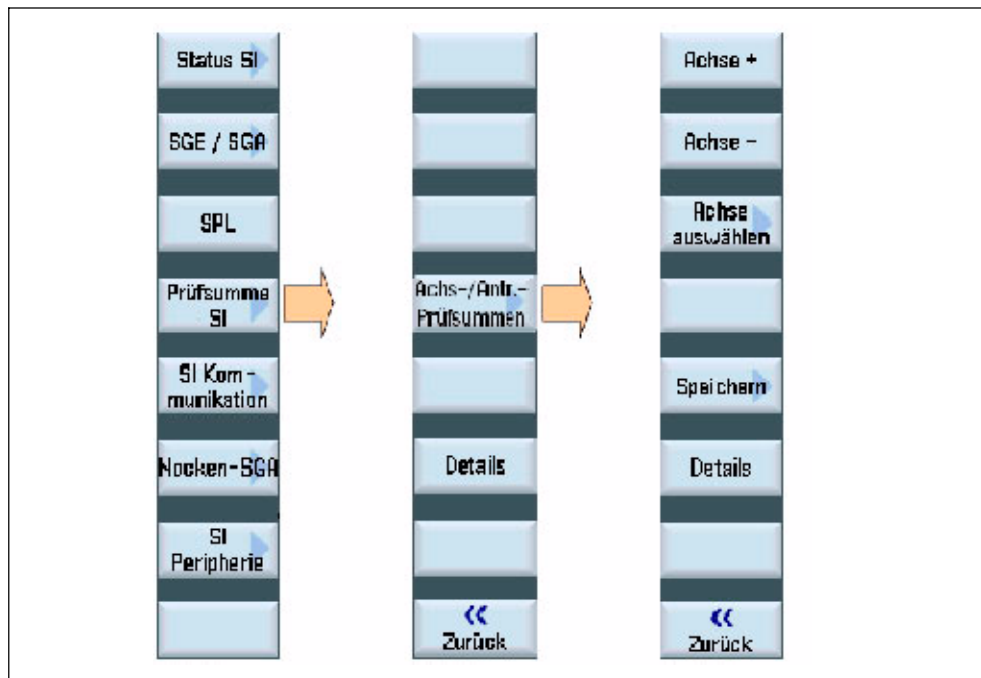 Status SI
SGE / SGA
SPL
Prüfsumme
SI
SI Kom-
munikation
Nocken-SGA
SI
Peripherie
Achs-/Antr.-
Prüfsummen
Details
«
Zurück
Achse +
Achse -
Achse
auswählen
Speichern
Details
«
Zurück